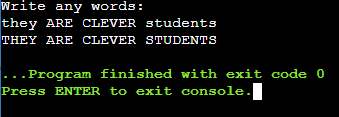 Write any words:
they ARE CLEVER students
THEY ARE CLEVER STUDENTS
...Program finished with exit code 0
Press ENTER to exit console.